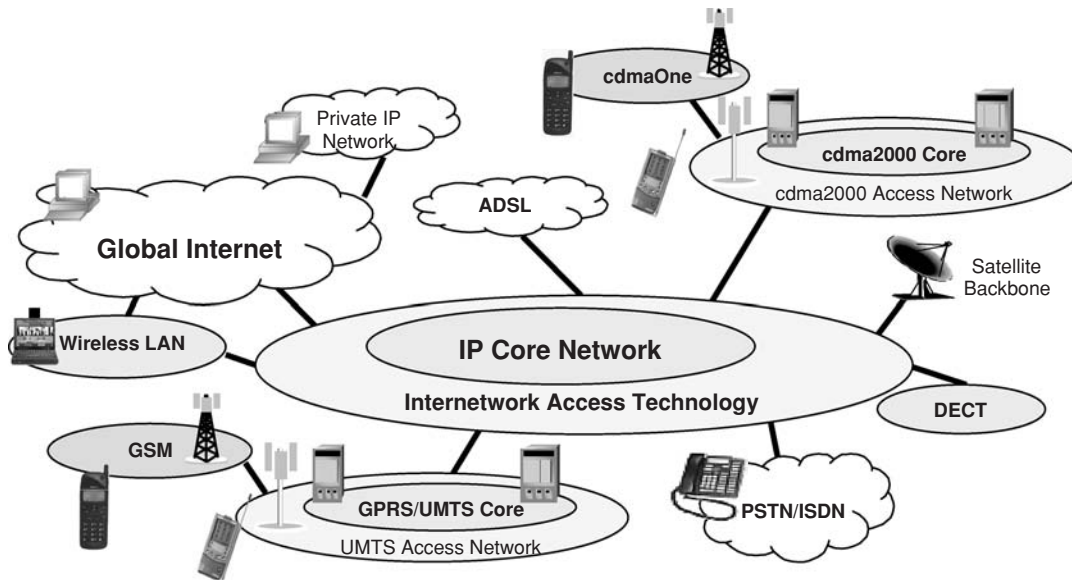 cdmaOne
Private IP
Network
cdma2000 Core
cdma2000 Access Network
ADSL
Global Internet
Satellite
Backbone
Wireless LAN
IP Core Network
Internetwork Access Technology
DECT
GSM
GPRS/UMTS Core
PSTN/ISDN
UMTS Access Network